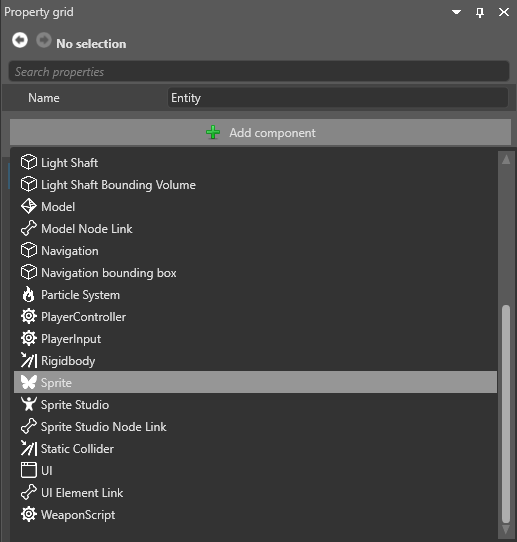 Property grid
No selection
Search properties
Name Entity
Add component
Light Shaft
Light Shaft Bounding Volume
Model
Model Node Link
Navigation
Navigation bounding box
Particle System
PlayerController
PlayerInput
Rigidbody
Sprite
Sprite Studio
Sprite Studio Node Link
Static Collider
UI
UI Element Link
WeaponScript